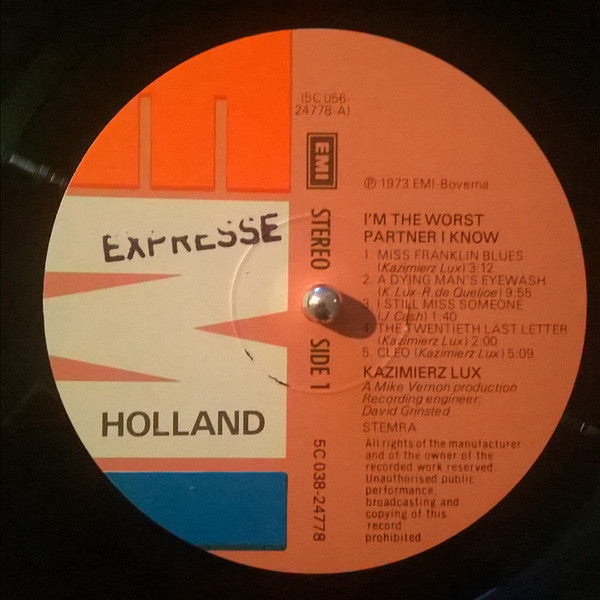 (5C 056-
24778-A)
EMI
℗ 1973 EMI-Bovema
STEREO SIDE 1
5C 038-24778
EXPRESSE
HOLLAND
I'M THE WORST
PARTNER I KNOW
1. MISS FRANKLIN BLUES
(Kazimierz Lux) 3:12
2. A DYING MAN'S EYEWASH
(K. Lux-R. de Queljoe) 9:55
3. I STILL MISS SOMEONE
(J. Cash) 1:40
4. THE TWENTIETH LAST LETTER
(Kazimierz Lux) 2:00
5. CLEO (Kazimierz Lux) 5:09
KAZIMIERZ LUX
A Mike Vernon production
Recording engineer:
David Grinsted
STEMRA
All rights of the manufacturer
and of the owner of the
recorded work reserved
Unauthorised public
performance,
broadcasting and
copying of this
record
prohibited